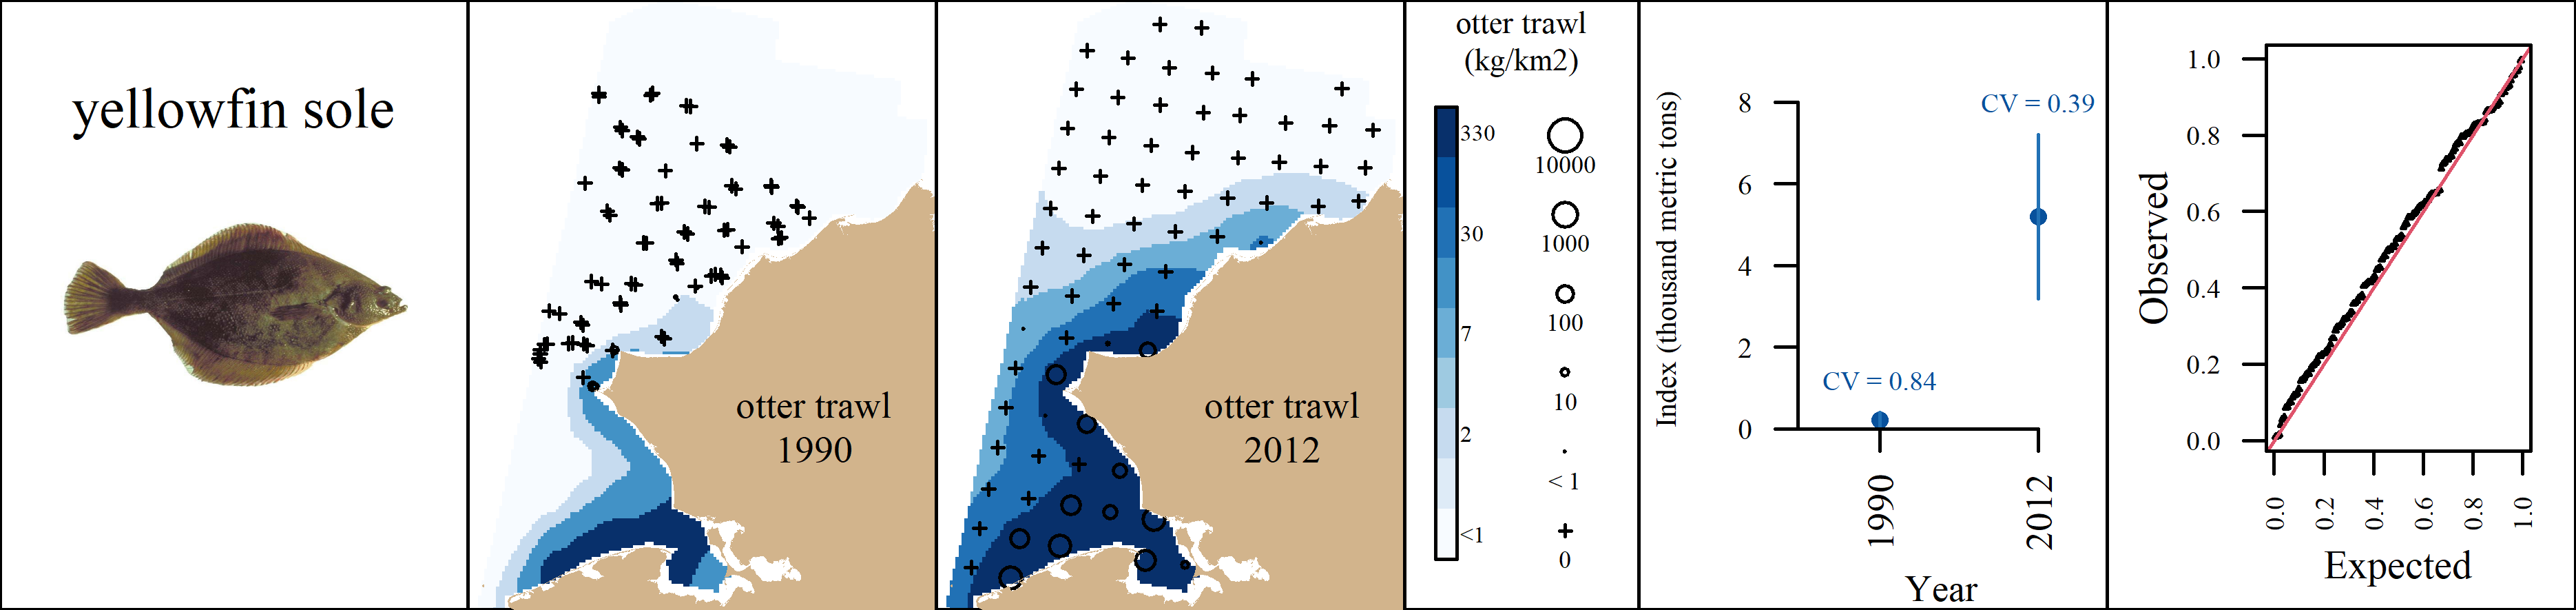 yellowfin sole
otter trawl
1990
otter trawl
2012
otter trawl
(kg/km2)
330
30
7
2
<1
10000
1000
100
10
< 1
0
Index (thousand metric tons)
8
6
4
2
0
CV = 0.84
CV = 0.39
1990
2012
Year
Observed
1.0
0.8
0.6
0.4
0.2
0.0
0.0
0.2
0.4
0.6
0.8
1.0
Expected